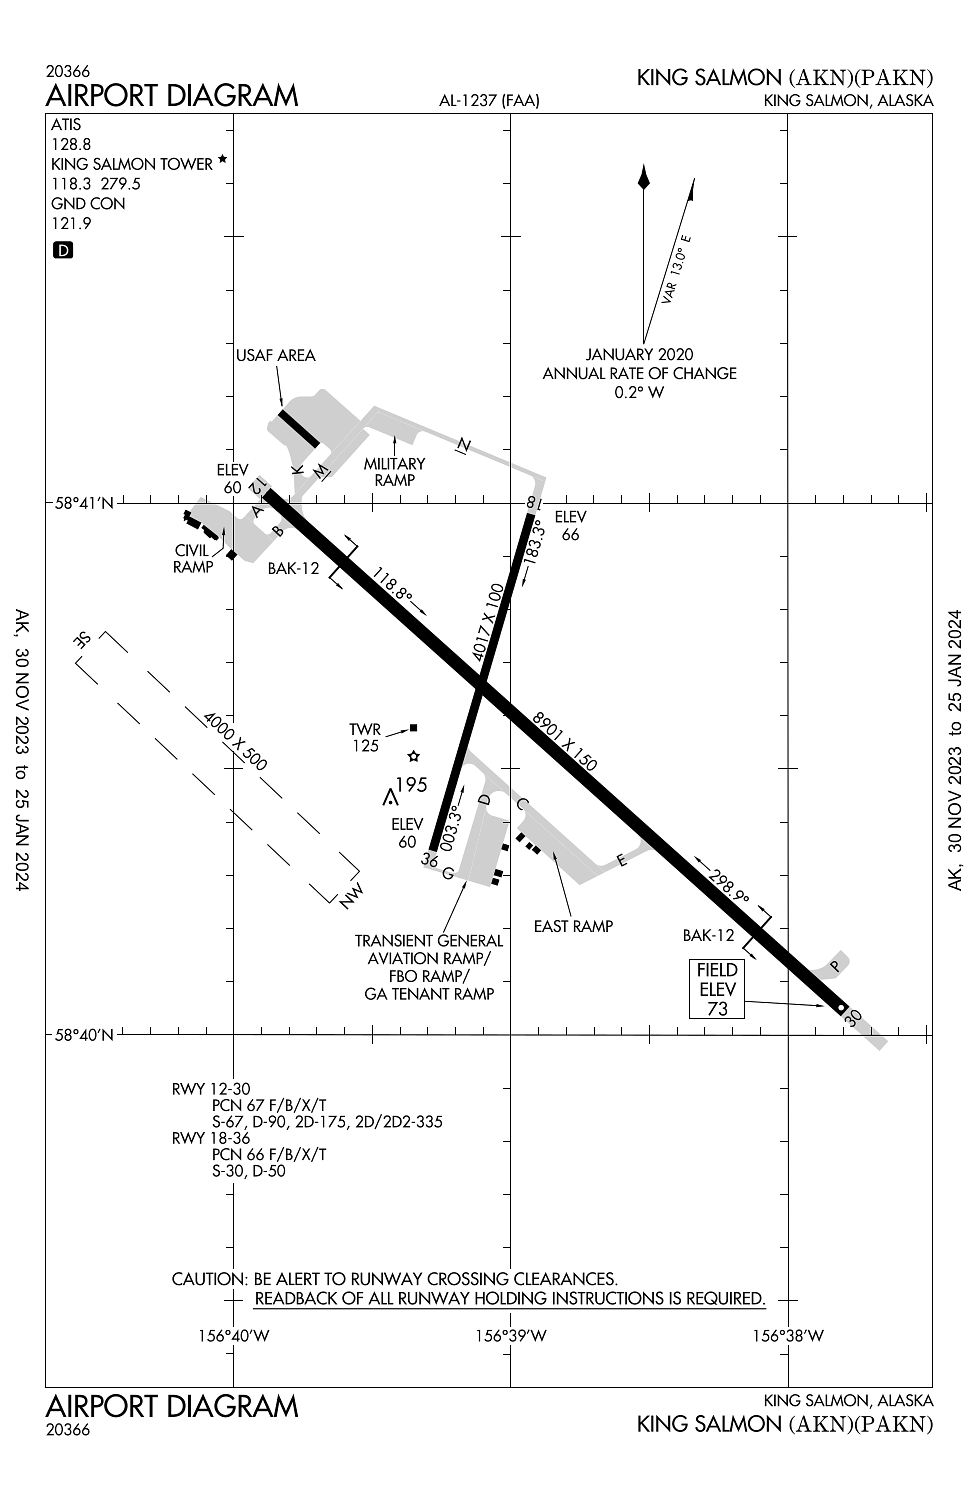 20366
AIRPORT DIAGRAM
AL-1237 (FAA)
KING SALMON (AKN)(PAKN)
KING SALMON, ALASKA
ATIS
128.8
KING SALMON TOWER ★
118.3 279.5
GND CON
121.9
D
VAR 13.0° E
JANUARY 2020
ANNUAL RATE OF CHANGE
0.2° W
USAF AREA
MILITARY
RAMP
IZ
K
M
ELEV
60
12
A
B
58°41'N
18
ELEV
66
183.3°
CIVIL
RAMP
BAK-12
118.8°
4017 X 100
SE
4000 X 500
NW
TWR
125
195
8901 X 150
ELEV
60
003.3°
36
G
D
C
E
EAST RAMP
TRANSIENT GENERAL
AVIATION RAMP/
FBO RAMP/
GA TENANT RAMP
298.9°
BAK-12
FIELD
ELEV
73
P
30
58°40'N
RWY 12-30
PCN 67 F/B/X/T
S-67, D-90, 2D-175, 2D/2D2-335
RWY 18-36
PCN 66 F/B/X/T
S-30, D-50
CAUTION: BE ALERT TO RUNWAY CROSSING CLEARANCES.
READBACK OF ALL RUNWAY HOLDING INSTRUCTIONS IS REQUIRED.
156°40'W
156°39'W
156°38'W
AIRPORT DIAGRAM
20366
KING SALMON, ALASKA
KING SALMON (AKN)(PAKN)
AK, 30 NOV 2023 to 25 JAN 2024
AK, 30 NOV 2023 to 25 JAN 2024